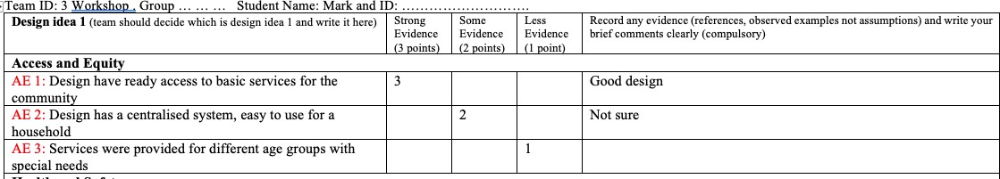 Team ID: 3 Workshop , Group … … … Student Name: Mark and ID: ……………………….
Design idea 1 (team should decide which is design idea 1 and write it here)
Strong
Evidence
(3 points)
Some
Evidence
(2 points)
Less
Evidence
(1 point)
Record any evidence (references, observed examples not assumptions) and write your
brief comments clearly (compulsory)
Access and Equity
AE 1: Design have ready access to basic services for the
community
3
Good design
AE 2: Design has a centralised system, easy to use for a
household
2
Not sure
AE 3: Services were provided for different age groups with
special needs
1